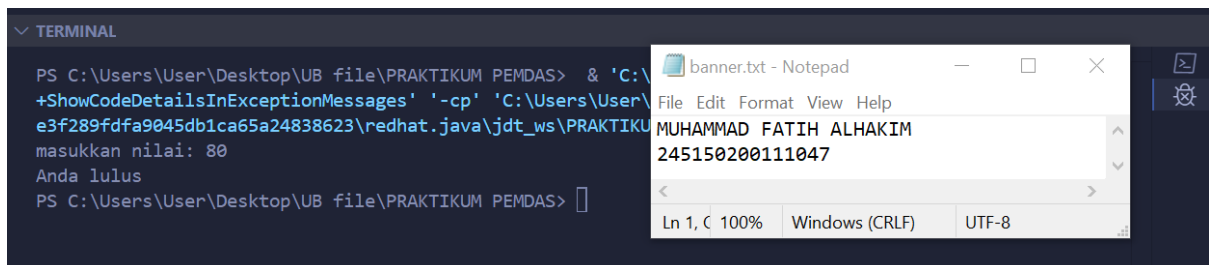 TERMINAL
PS C:\Users\User\Desktop\UB file\PRAKTIKUM PEMDAS>  & 'C:\
+ShowCodeDetailsInExceptionMessages' '-cp' 'C:\Users\User\
e3f289fdfa9045db1ca65a24838623\redhat.java\jdt_ws\PRAKTIKU
masukkan nilai: 80
Anda lulus
PS C:\Users\User\Desktop\UB file\PRAKTIKUM PEMDAS>
banner.txt - Notepad
File Edit Format View Help
MUHAMMAD FATIH ALHAKIM
245150200111047
Ln 1, C 100% Windows (CRLF) UTF-8